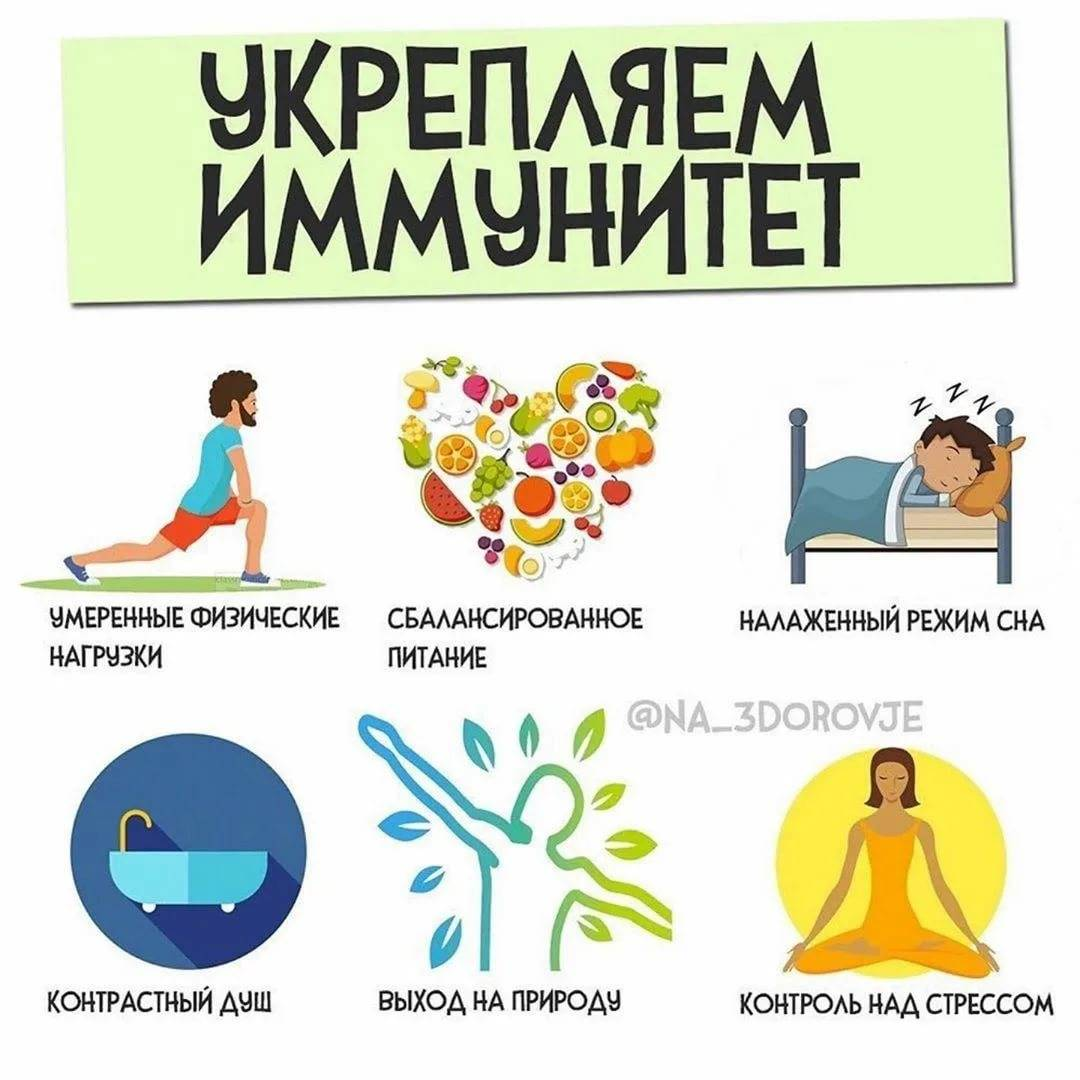 УКРЕПЛЯЕМ
ИММУНИТЕТ
Z Z Z
УМЕРЕННЫЕ ФИЗИЧЕСКИЕ
НАГРУЗКИ
СБАЛАНСИРОВАННОЕ
ПИТАНИЕ
НАЛАЖЕННЫЙ РЕЖИМ СНА
@NA_3DOROVJE
КОНТРАСТНЫЙ ДУШ
ВЫХОД НА ПРИРОДУ
КОНТРОЛЬ НАД СТРЕССОМ